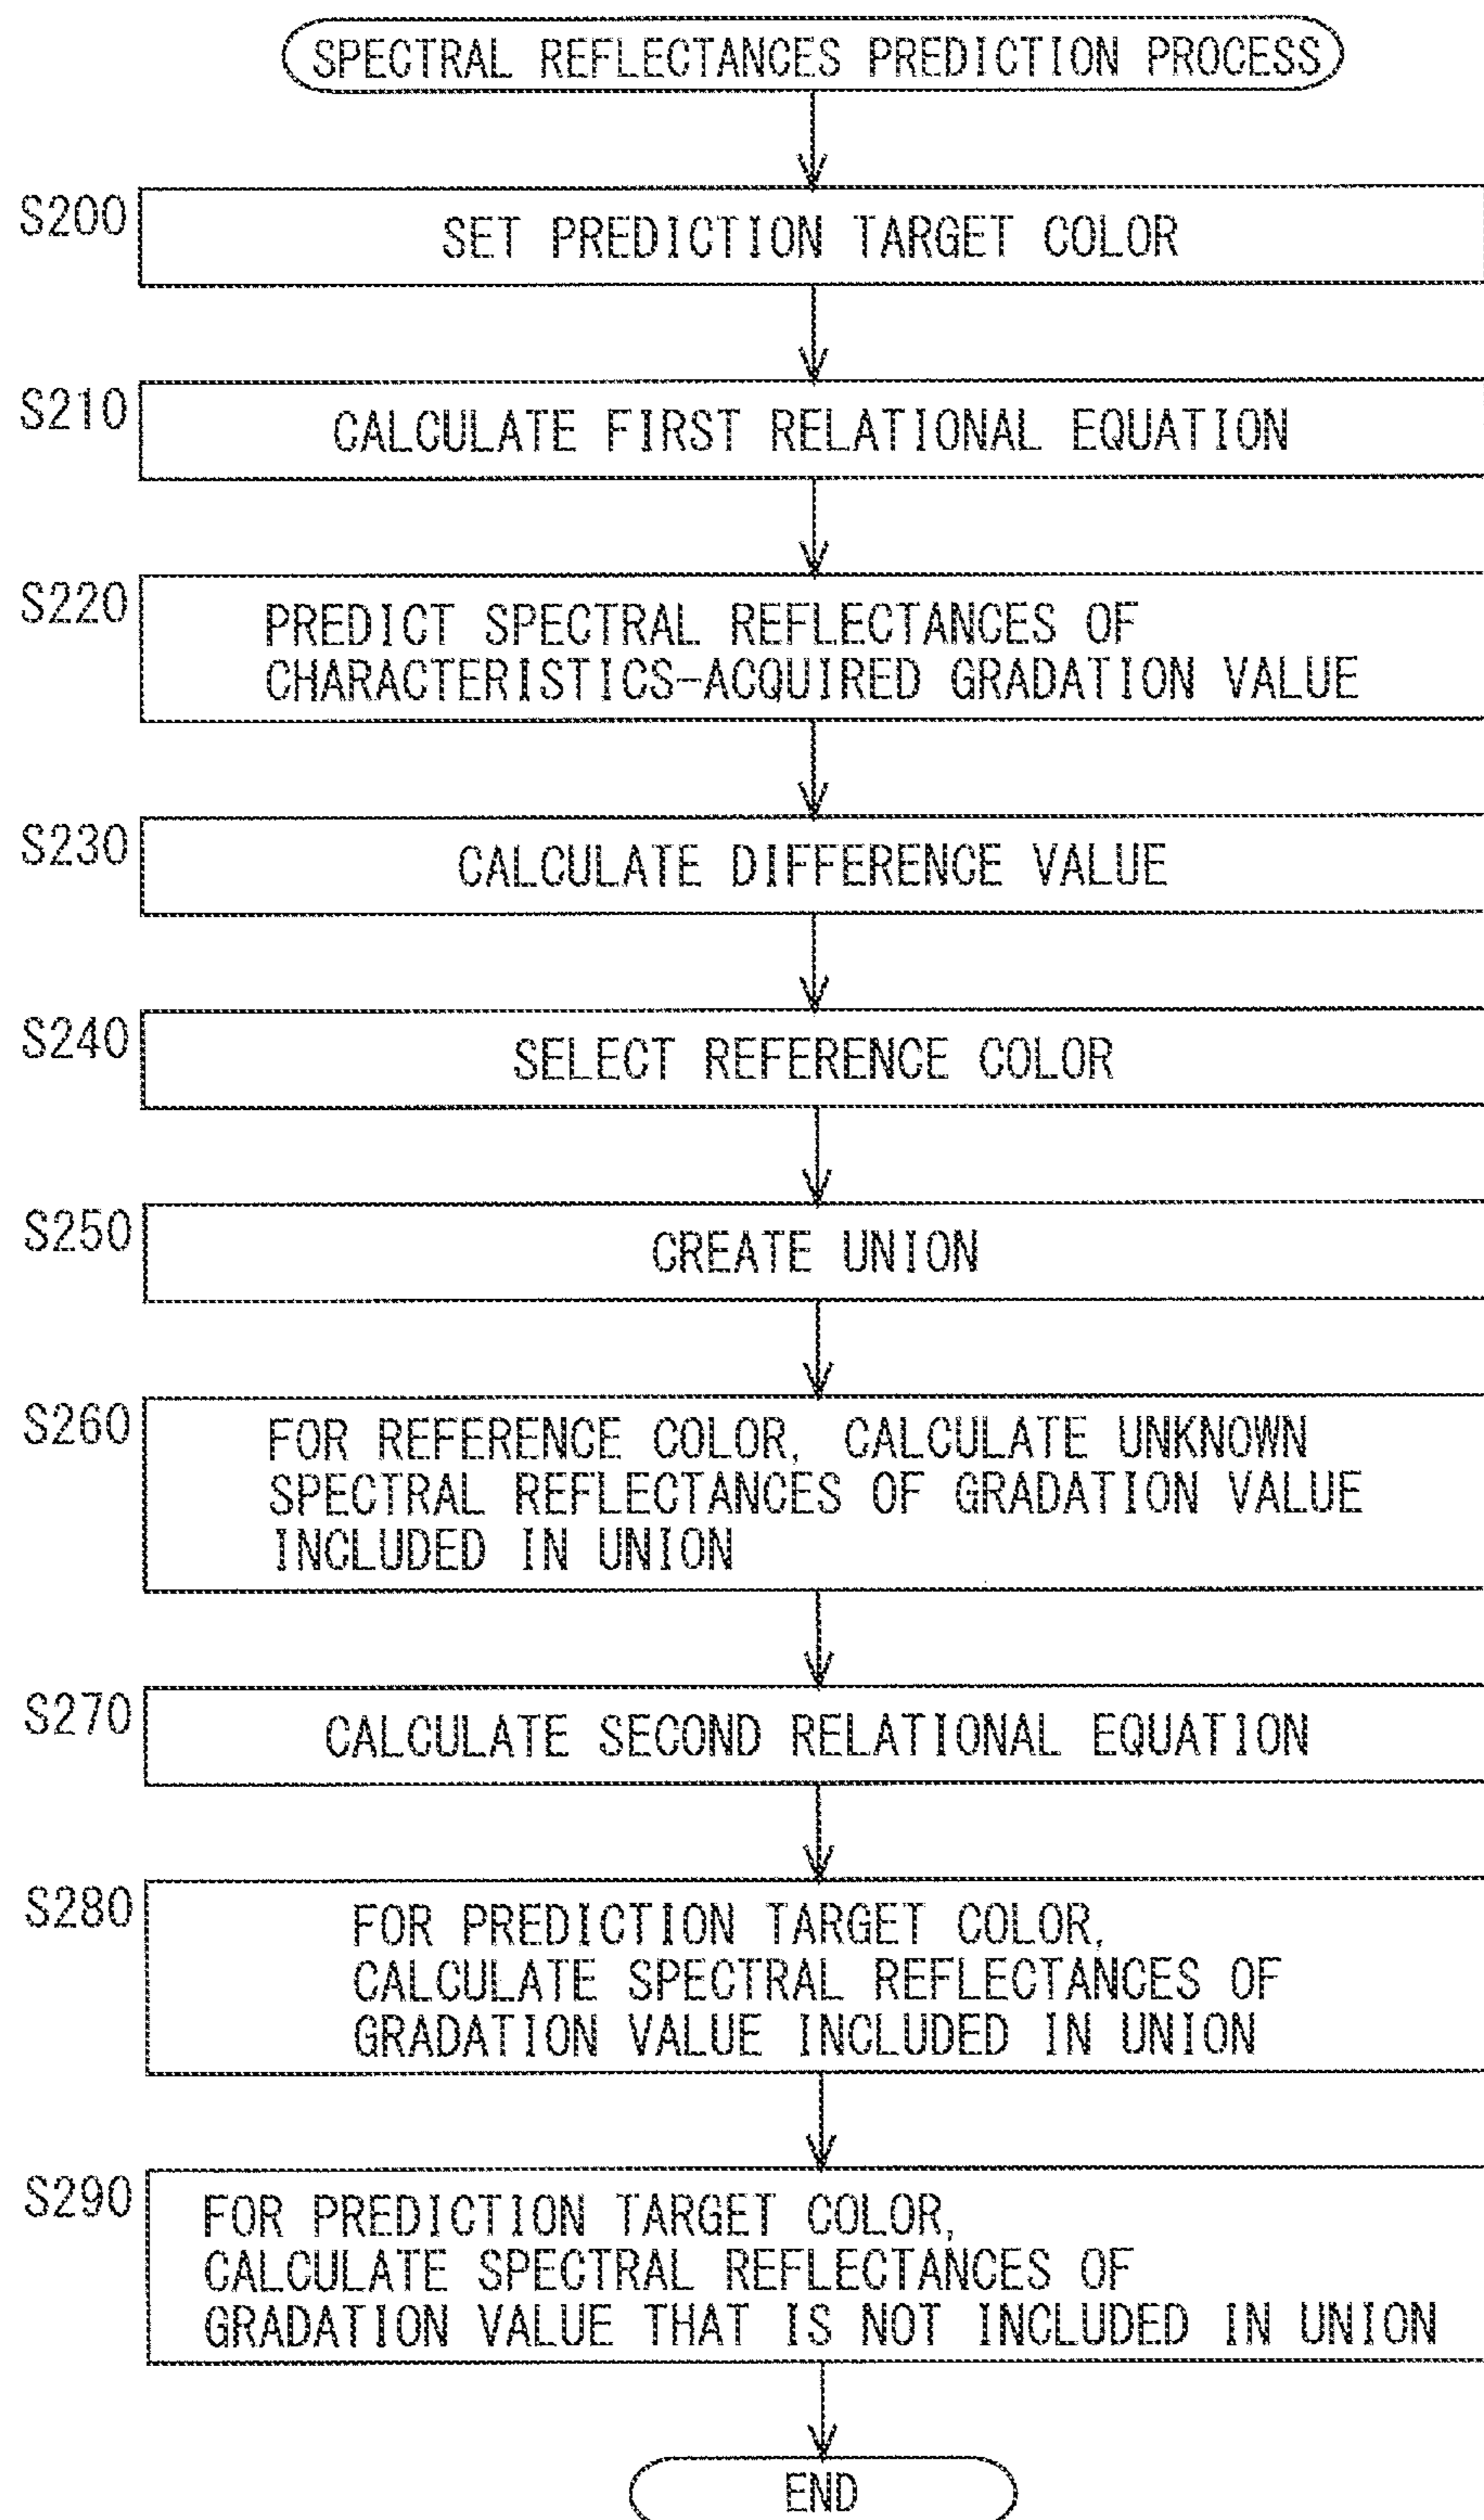 SPECTRAL REFLECTANCES PREDICTION PROCESS
S200
SET PREDICTION TARGET COLOR
S210
CALCULATE FIRST RELATIONAL EQUATION
S220
PREDICT SPECTRAL REFLECTANCES OF
CHARACTERISTICS-ACQUIRED GRADATION VALUE
S230
CALCULATE DIFFERENCE VALUE
S240
SELECT REFERENCE COLOR
S250
CREATE UNION
S260
FOR REFERENCE COLOR, CALCULATE UNKNOWN
SPECTRAL REFLECTANCES OF GRADATION VALUE
INCLUDED IN UNION
S270
CALCULATE SECOND RELATIONAL EQUATION
S280
FOR PREDICTION TARGET COLOR,
CALCULATE SPECTRAL REFLECTANCES OF
GRADATION VALUE INCLUDED IN UNION
S290
FOR PREDICTION TARGET COLOR,
CALCULATE SPECTRAL REFLECTANCES OF
GRADATION VALUE THAT IS NOT INCLUDED IN UNION
END